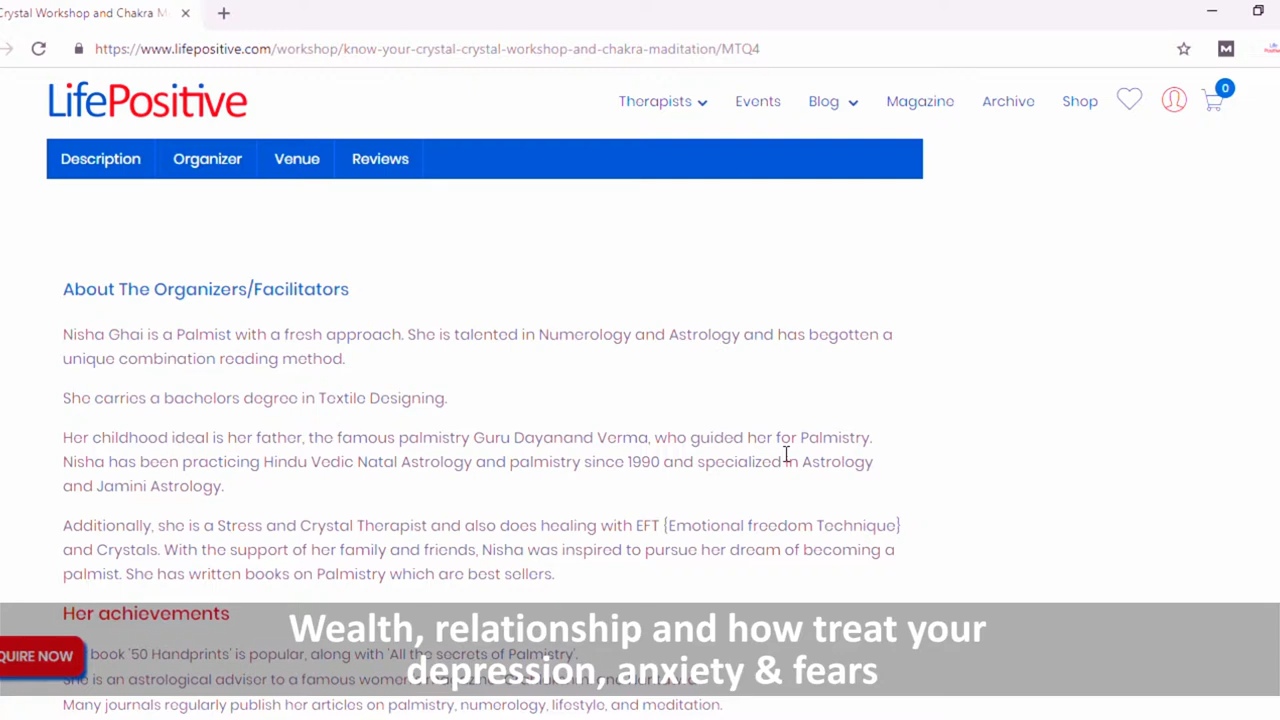 Crystal Workshop and Chakra M
https://www.lifepositive.com/workshop/know-your-crystal-crystal-workshop-and-chakra-maditation/MTQ4
LifePositive
Therapists
Events
Blog
Magazine
Archive
Shop
0
Description
Organizer
Venue
Reviews
About The Organizers/Facilitators
Nisha Ghai is a Palmist with a fresh approach. She is talented in Numerology and Astrology and has begotten a
unique combination reading method.
She carries a bachelors degree in Textile Designing.
Her childhood ideal is her father, the famous palmistry Guru Dayanand Verma, who guided her for Palmistry.
Nisha has been practicing Hindu Vedic Natal Astrology and palmistry since 1990 and specialized in Astrology
and Jamini Astrology.
Additionally, she is a Stress and Crystal Therapist and also does healing with EFT {Emotional freedom Technique}
and Crystals. With the support of her family and friends, Nisha was inspired to pursue her dream of becoming a
palmist. She has written books on Palmistry which are best sellers.
Her achievements
Wealth, relationship and how treat your
depression, anxiety & fears
QUIRE NOW
book '50 Handprints' is popular, along with 'All the secrets of Palmistry'.
She is an astrological adviser to a famous women
Many journals regularly publish her articles on palmistry, numerology, lifestyle, and meditation.